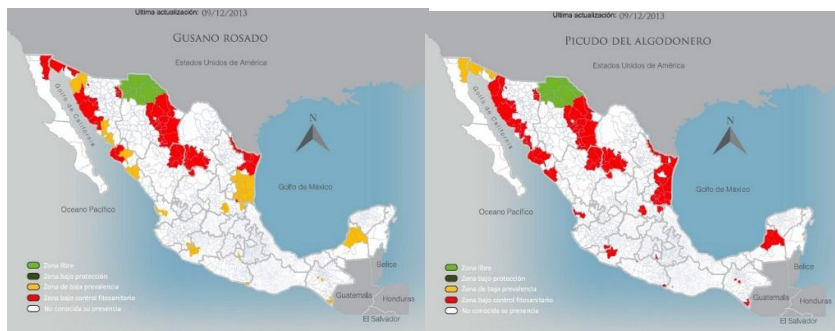 Ultima actualización: 09/12/2013
GUSANO ROSADO
Estados Unidos de América
Golfo de California
N
Golfo de México
Oceano Pacífico
Belice
Guatemala
Honduras
El Salvador
Zona libre
Zona bajo protección
Zona de baja prevalencia
Zona bajo control fitosanitario
No conocida su presencia
Ultima actualización: 09/12/2013
PICUDO DEL ALGODONERO
Estados Unidos de América
Golfo de California
N
Golfo de México
Oceano Pacífico
Belice
Guatemala
Honduras
El Salvador
Zona libre
Zona bajo protección
Zona de baja prevalencia
Zona bajo control fitosanitario
No conocida su presencia